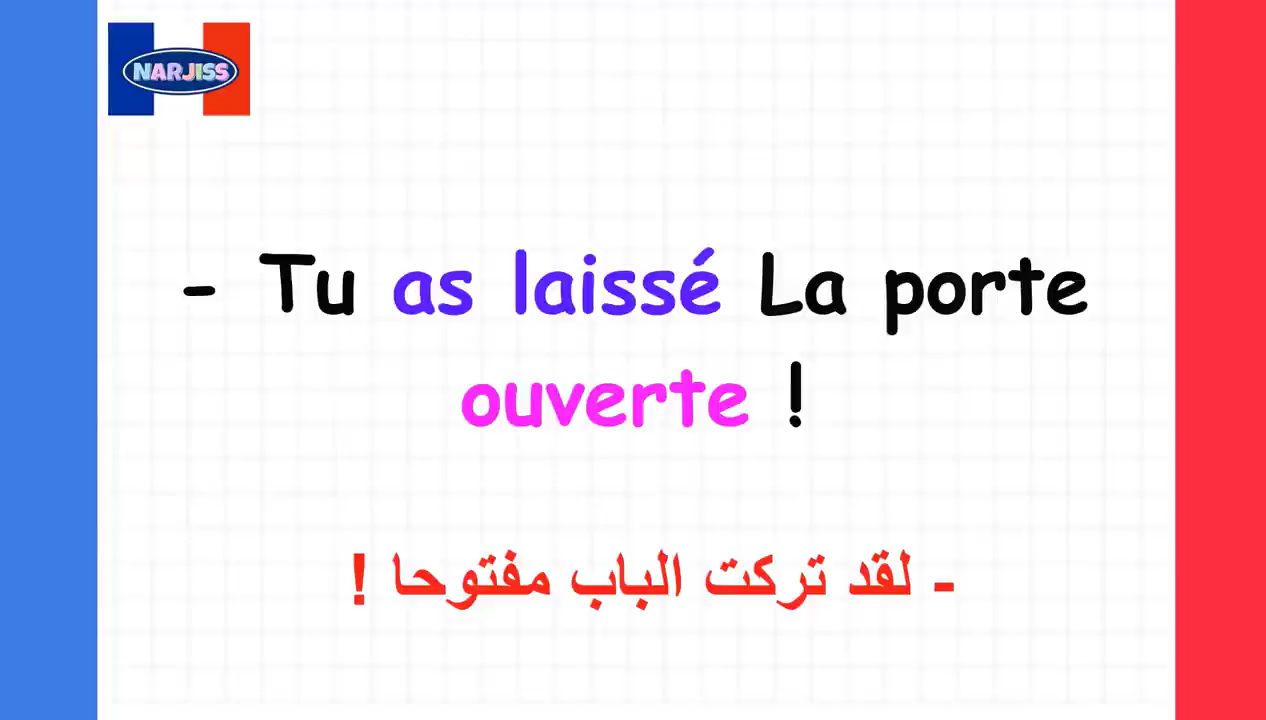 NARJISS
- Tu as laissé La porte
ouverte !
- لقد تركت الباب مفتوحا !